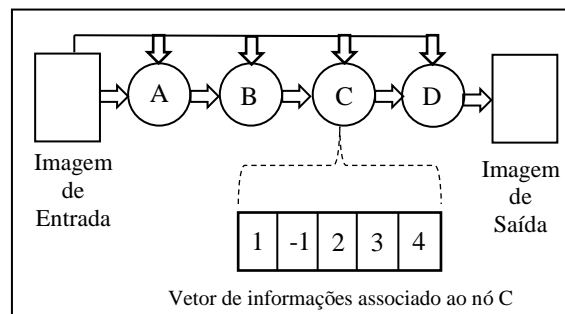 A B C D
Imagem
de
Entrada
Imagem
de
Saída
1 -1 2 3 4
Vetor de informações associado ao nó C